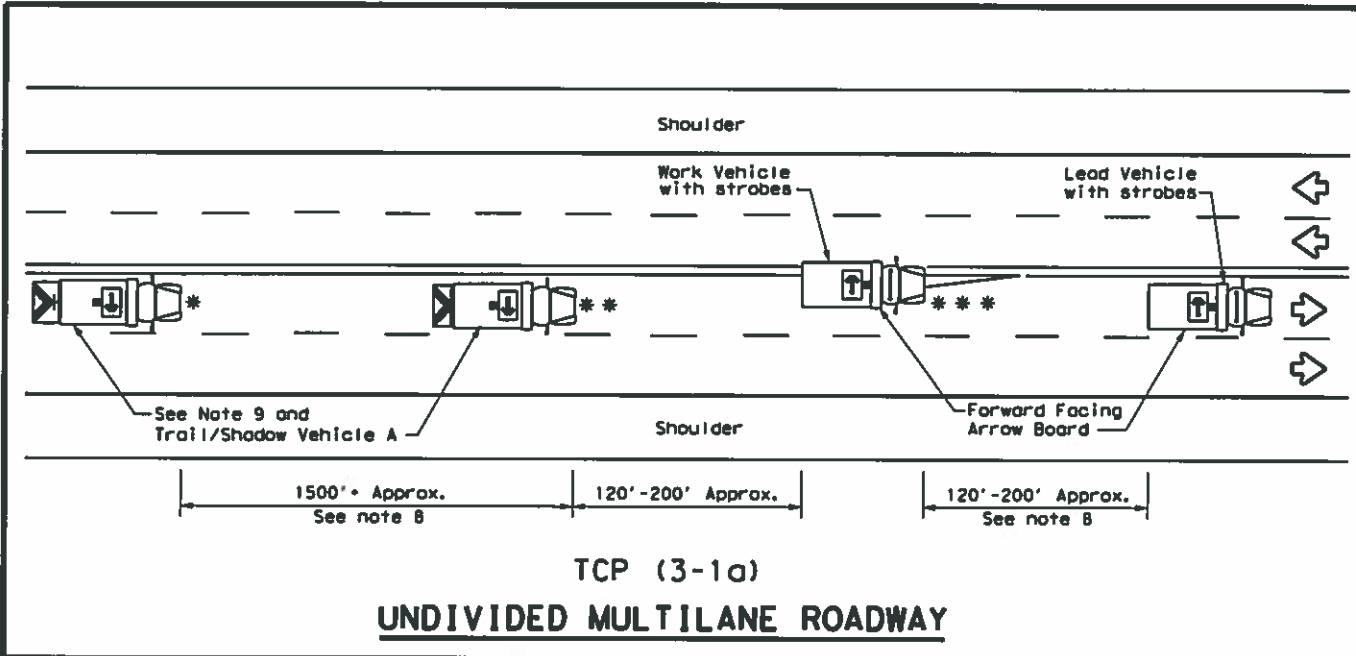 Shoulder
Work Vehicle
with strobes
Lead Vehicle
with strobes
*
* *
* * *
See Note 9 and
Trail/Shadow Vehicle A
Shoulder
Forward Facing
Arrow Board
1500'+ Approx.
See note 8
120'-200' Approx.
120'-200' Approx.
See note 8
TCP (3-1a)
UNDIVIDED MULTILANE ROADWAY